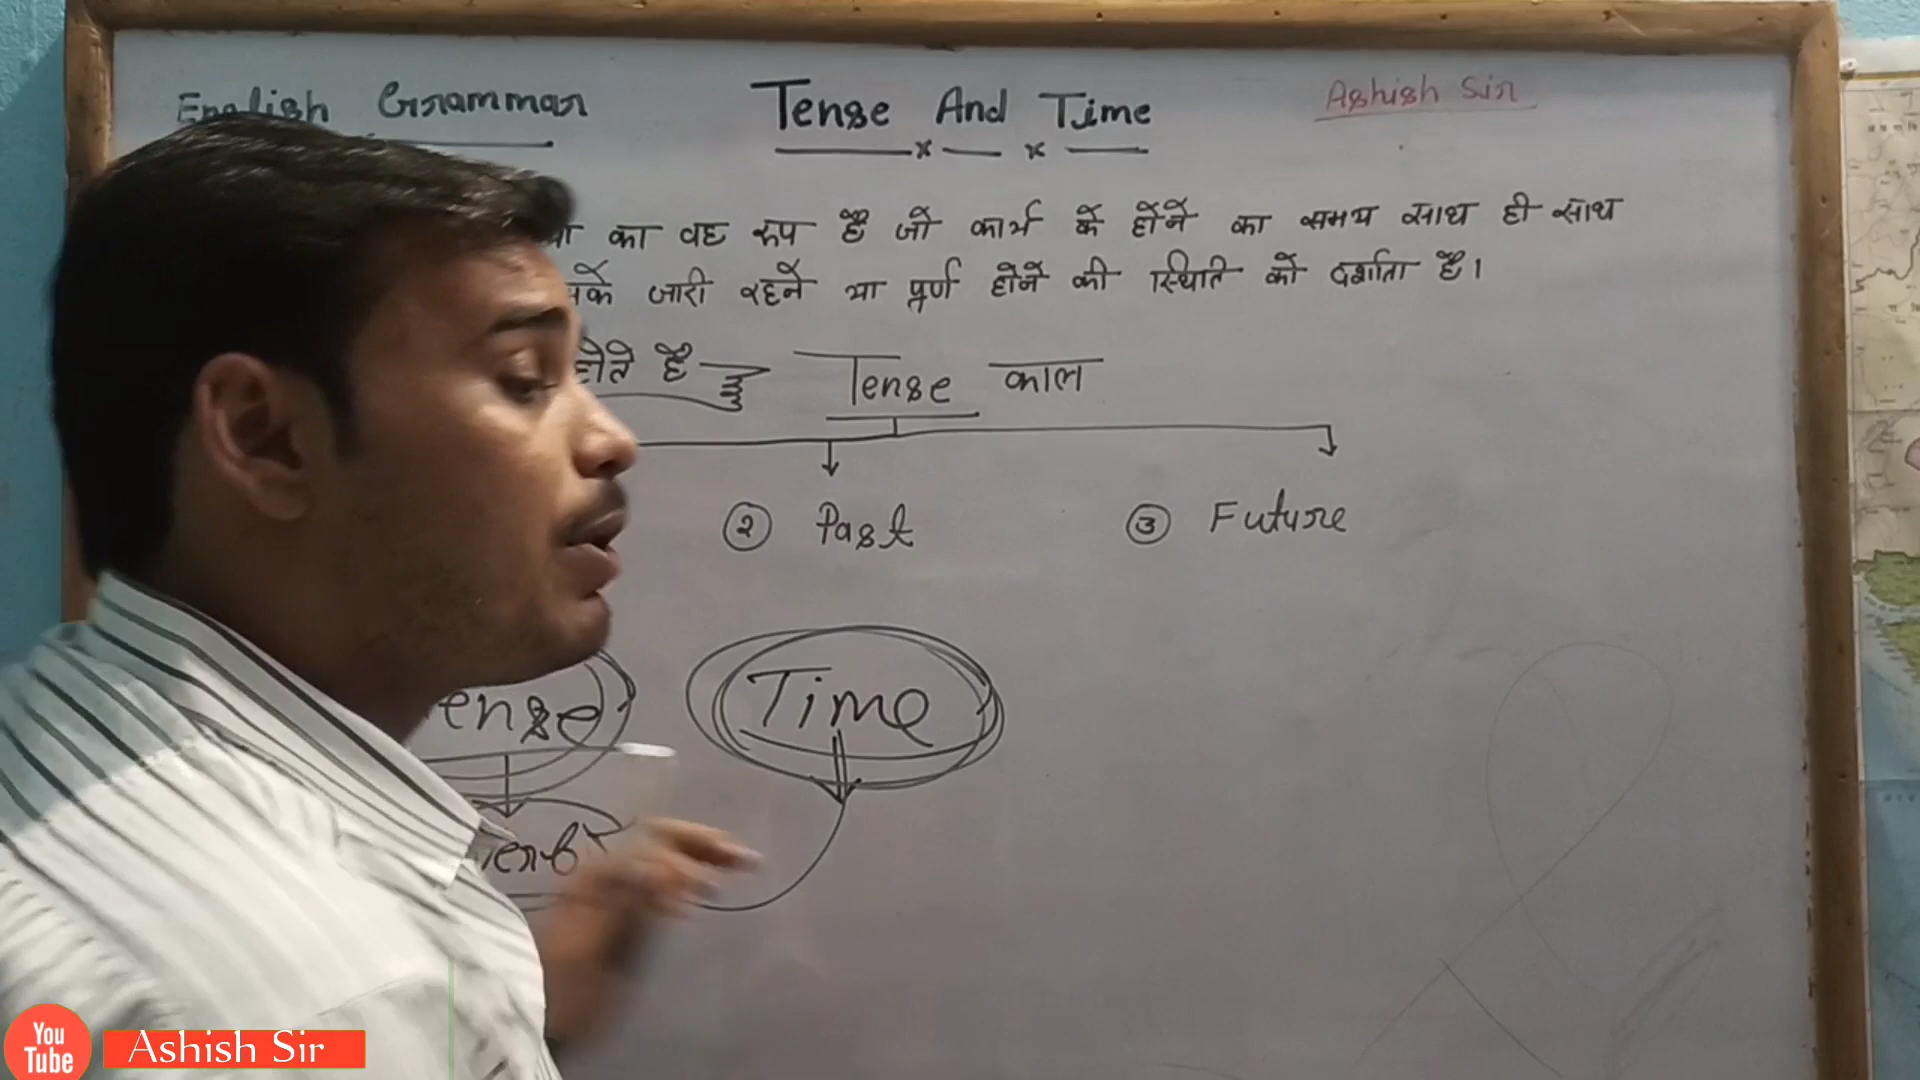 English Grammar
Tense And Time
Ashish Sir
का वह रूप है जो कार्य के होने का समय साथ ही साथ
जारी रहने या पूर्ण होने की स्थिति को दर्शाता है।
होते है Tense काल
② Past ③ Future
Time
You
Tube
Ashish Sir